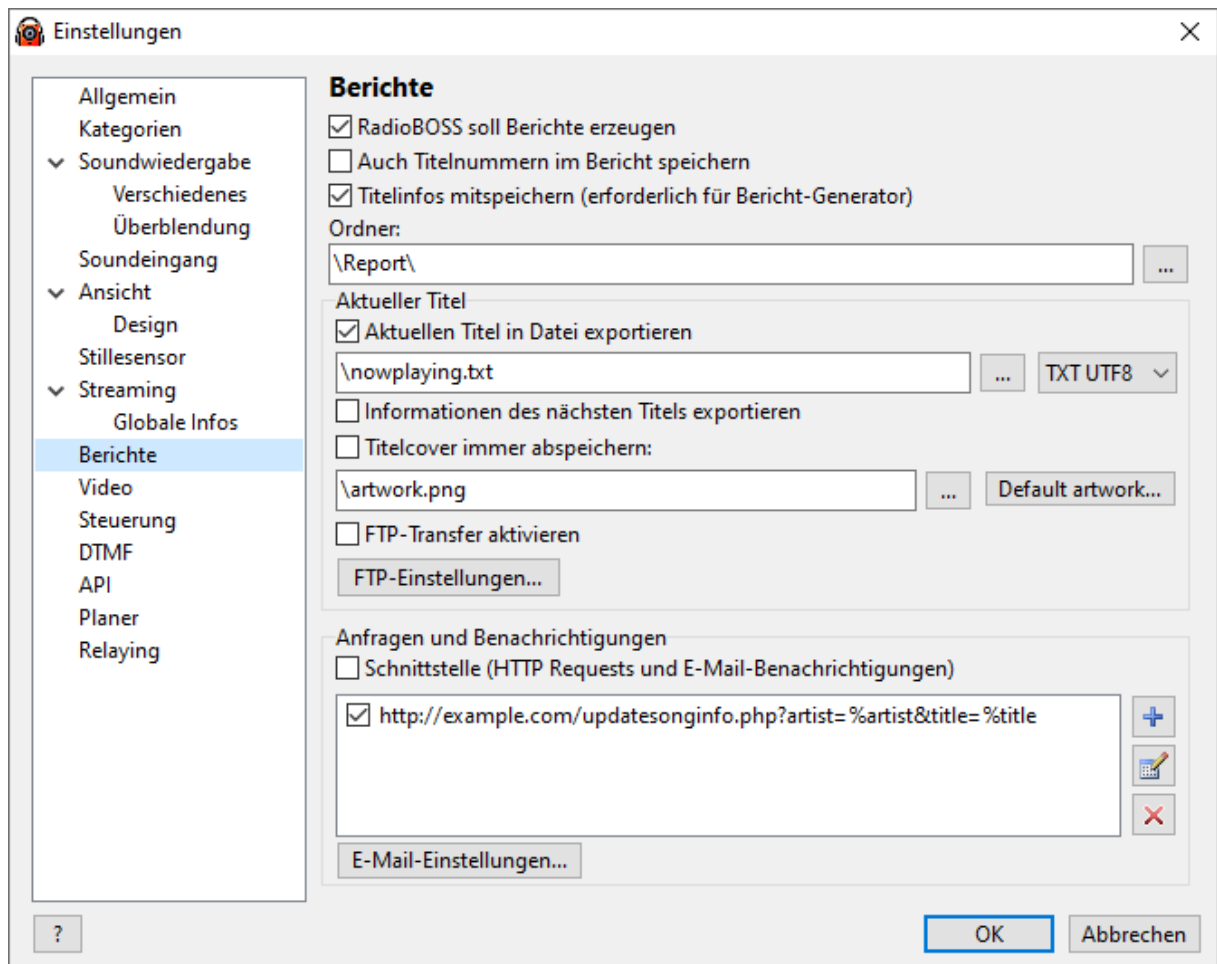 Einstellungen
Allgemein
Kategorien
Soundwiedergabe
Verschiedenes
Überblendung
Soundeingang
Ansicht
Design
Stillesensor
Streaming
Globale Infos
Berichte
Video
Steuerung
DTMF
API
Planer
Relaying
Berichte
RadioBOSS soll Berichte erzeugen
Auch Titelnummern im Bericht speichern
Titelinfos mitspeichern (erforderlich für Bericht-Generator)
Ordner:
\Report\ ...
Aktueller Titel
Aktuellen Titel in Datei exportieren
\nowplaying.txt ... TXT UTF8
Informationen des nächsten Titels exportieren
Titelcover immer abspeichern:
\artwork.png ... Default artwork...
FTP-Transfer aktivieren
FTP-Einstellungen...
Anfragen und Benachrichtigungen
Schnittstelle (HTTP Requests und E-Mail-Benachrichtigungen)
http://example.com/updatesonginfo.php?artist=%artist&title=%title
E-Mail-Einstellungen...
? OK Abbrechen